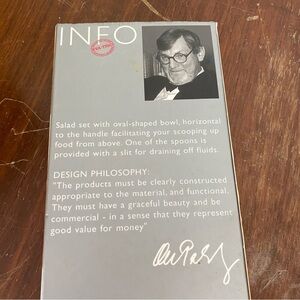 INFO
Salad set with oval-shaped bowl, horizontal
to the handle facilitating your scooping up
food from above. One of the spoons is
provided with a slit for draining off fluids.
DESIGN PHILOSOPHY:
"The products must be clearly constructed
appropriate to the material, and functional.
They must have a graceful beauty and be
commercial - in a sense that they represent
good value for money"